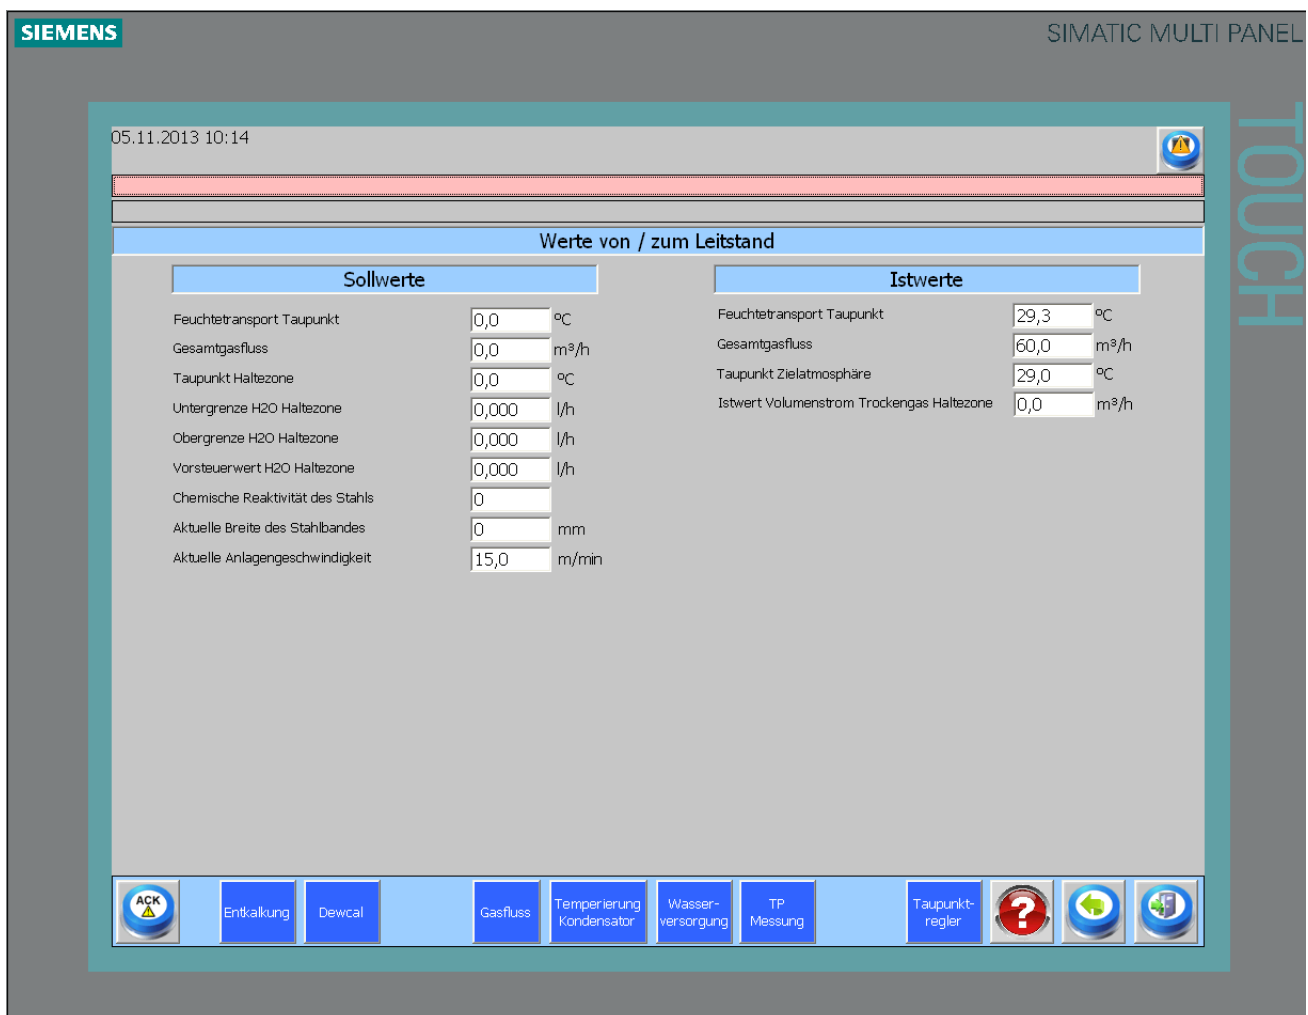 SIEMENS
SIMATIC MULTI PANEL
TOUCH
05.11.2013 10:14
Werte von / zum Leitstand
Sollwerte
Feuchtetransport Taupunkt 0,0 °C
Gesamtgasfluss 0,0 m³/h
Taupunkt Haltezone 0,0 °C
Untergrenze H2O Haltezone 0,000 l/h
Obergrenze H2O Haltezone 0,000 l/h
Vorsteuerwert H2O Haltezone 0,000 l/h
Chemische Reaktivität des Stahls 0
Aktuelle Breite des Stahlbandes 0 mm
Aktuelle Anlagengeschwindigkeit 15,0 m/min
Istwerte
Feuchtetransport Taupunkt 29,3 °C
Gesamtgasfluss 60,0 m³/h
Taupunkt Zielatmosphäre 29,0 °C
Istwert Volumenstrom Trockengas Haltezone 0,0 m³/h
ACK
Entkalkung
Dewcal
Gasfluss
Temperierung
Kondensator
Wasser-
versorgung
TP
Messung
Taupunkt-
regler
?